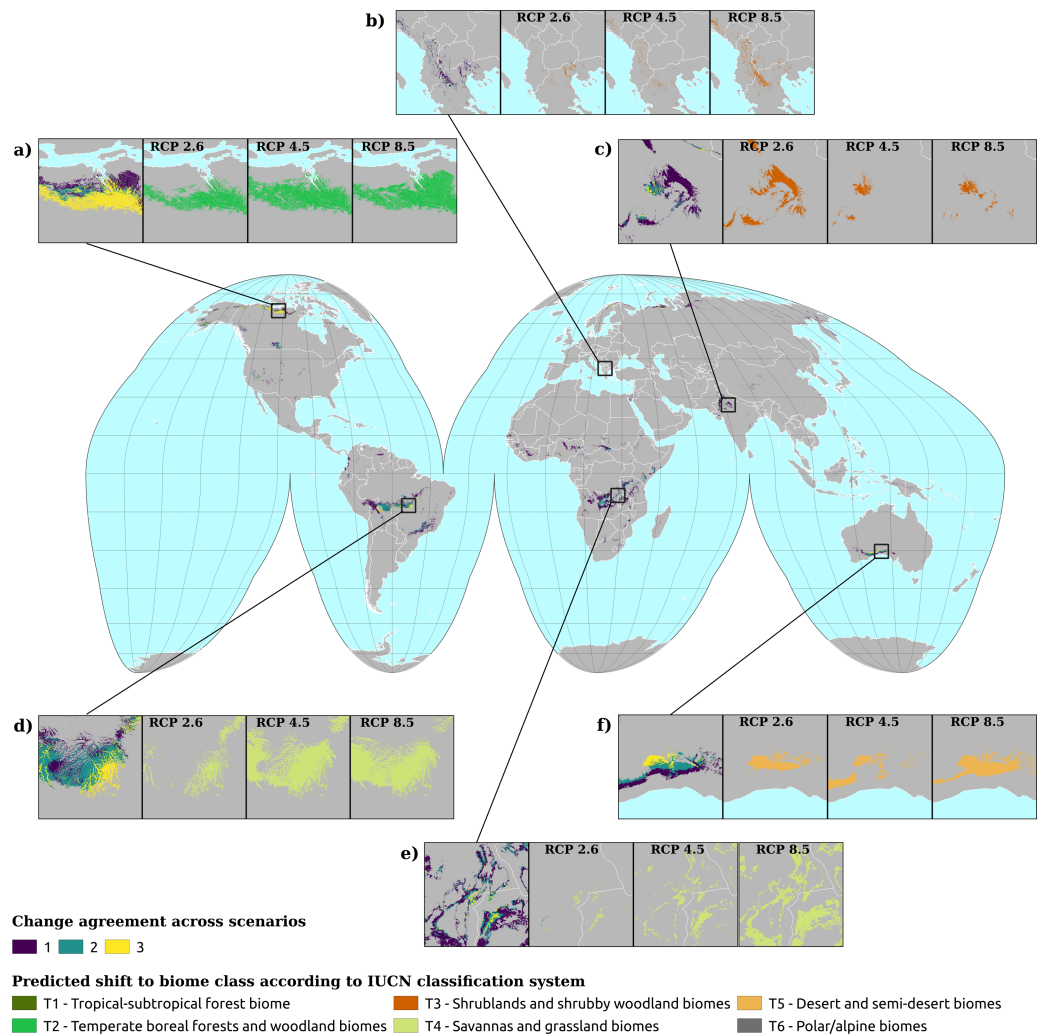 b)
RCP 2.6
RCP 4.5
RCP 8.5
a)
RCP 2.6
RCP 4.5
RCP 8.5
c)
RCP 2.6
RCP 4.5
RCP 8.5
d)
RCP 2.6
RCP 4.5
RCP 8.5
f)
RCP 2.6
RCP 4.5
RCP 8.5
e)
RCP 2.6
RCP 4.5
RCP 8.5
Change agreement across scenarios
1 2 3
Predicted shift to biome class according to IUCN classification system
T1 - Tropical-subtropical forest biome T3 - Shrublands and shrubby woodland biomes T5 - Desert and semi-desert biomes
T2 - Temperate boreal forests and woodland biomes T4 - Savannas and grassland biomes T6 - Polar/alpine biomes